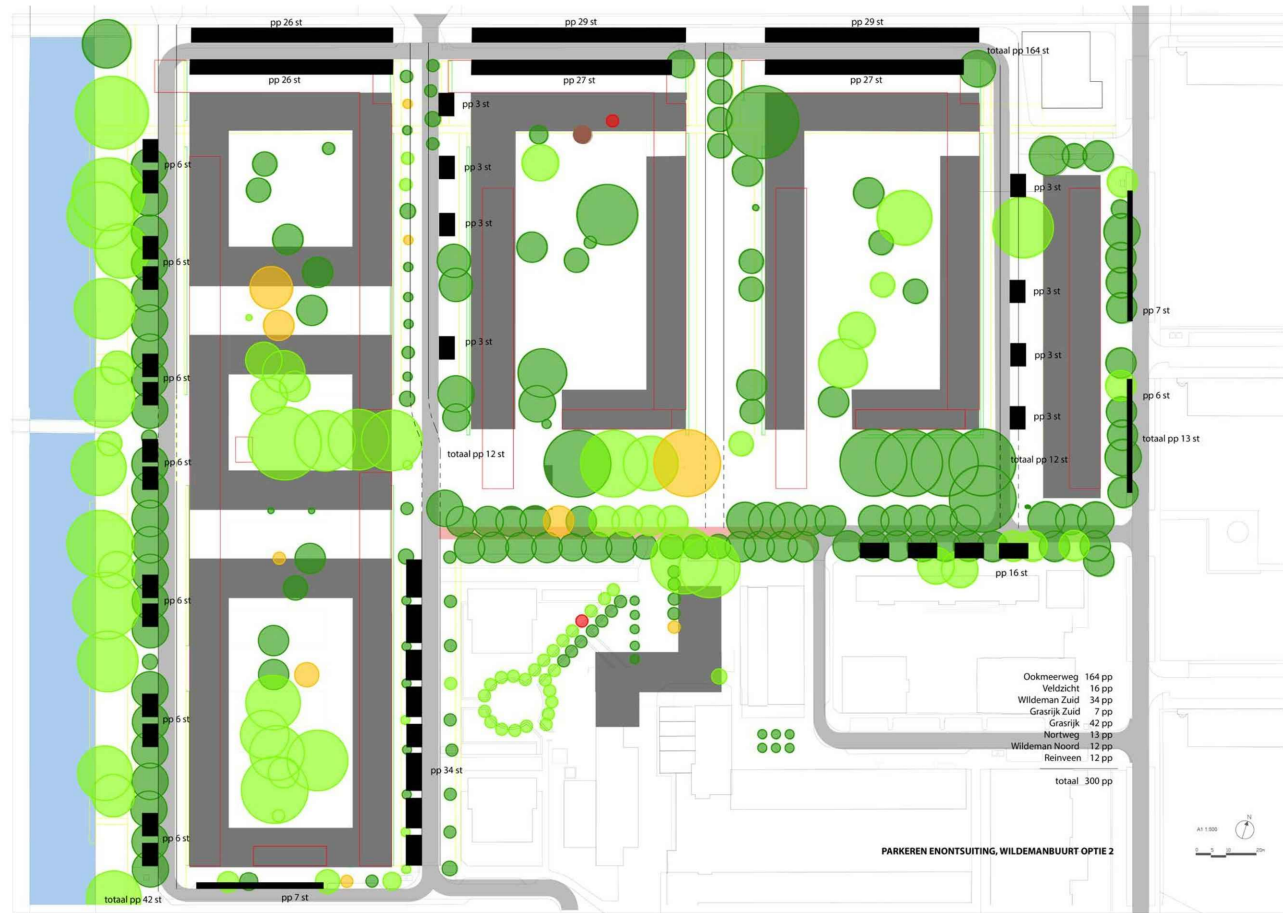 pp 26 st
pp 29 st
pp 29 st
totaal pp 164 st
pp 26 st
pp 27 st
pp 27 st
pp 3 st
pp 6 st
pp 3 st
pp 3 st
pp 3 st
pp 6 st
pp 3 st
pp 7 st
pp 3 st
pp 3 st
pp 6 st
pp 6 st
pp 3 st
totaal pp 13 st
totaal pp 12 st
totaal pp 12 st
pp 6 st
pp 16 st
pp 6 st
Ookmeerweg 164 pp
Veldzicht 16 pp
WIldeman Zuid 34 pp
Grasrijk Zuid 7 pp
Grasrijk 42 pp
Nortweg 13 pp
Wildeman Noord 12 pp
Reinveen 12 pp
totaal 300 pp
pp 6 st
pp 34 st
pp 6 st
PARKEREN ENONTSUITING, WILDEMANBUURT OPTIE 2
A1 1:500
N
0 5 10 20m
totaal pp 42 st
pp 7 st